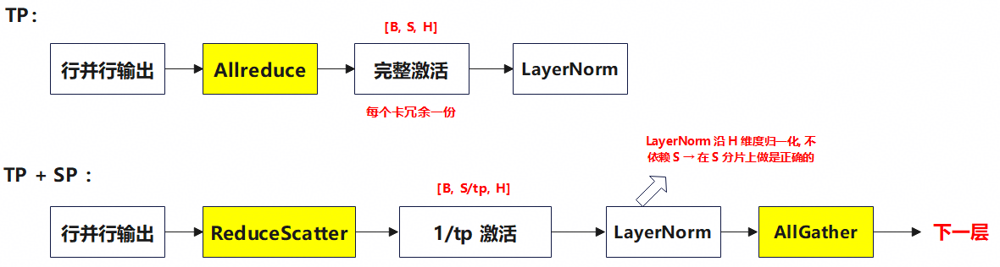 TP:
[B, S, H]
行并行输出
Allreduce
完整激活
LayerNorm
每个卡冗余一份
LayerNorm 沿 H 维度归一化, 不
依赖 S → 在 S 分片上做是正确的
TP + SP :
[B, S/tp, H]
行并行输出
ReduceScatter
1/tp 激活
LayerNorm
AllGather
下一层